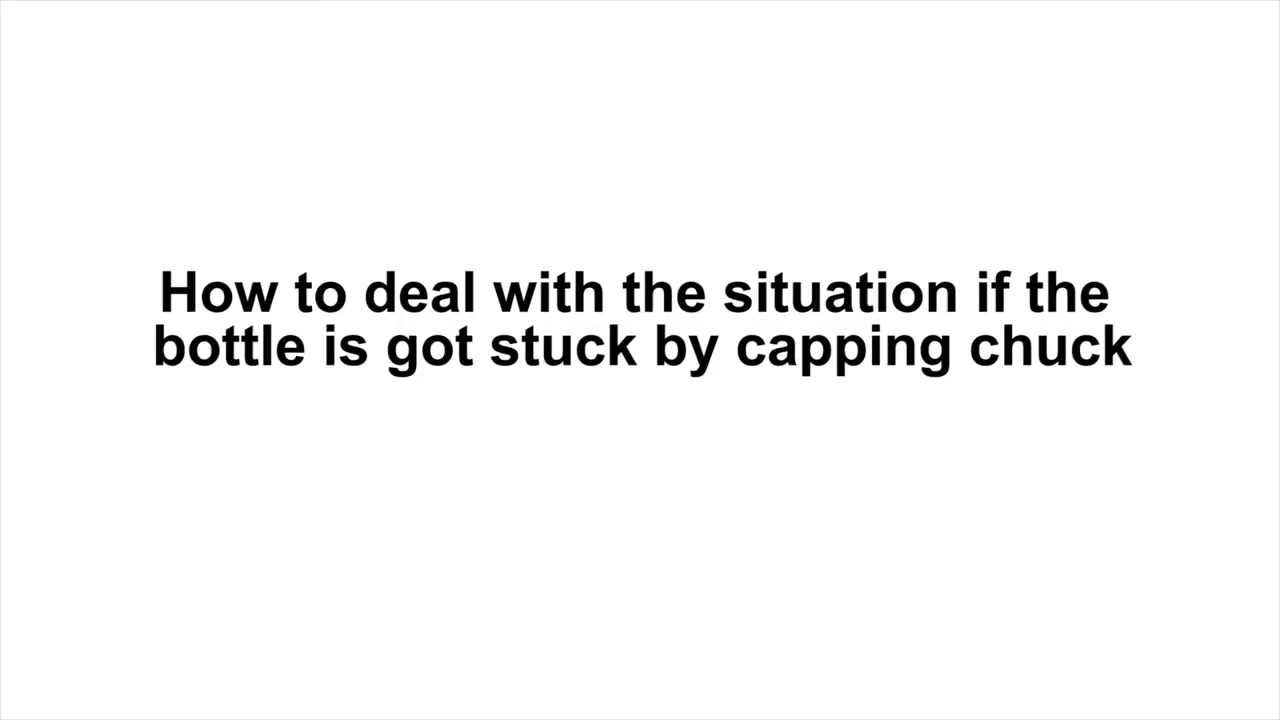 How to deal with the situation if the
bottle is got stuck by capping chuck